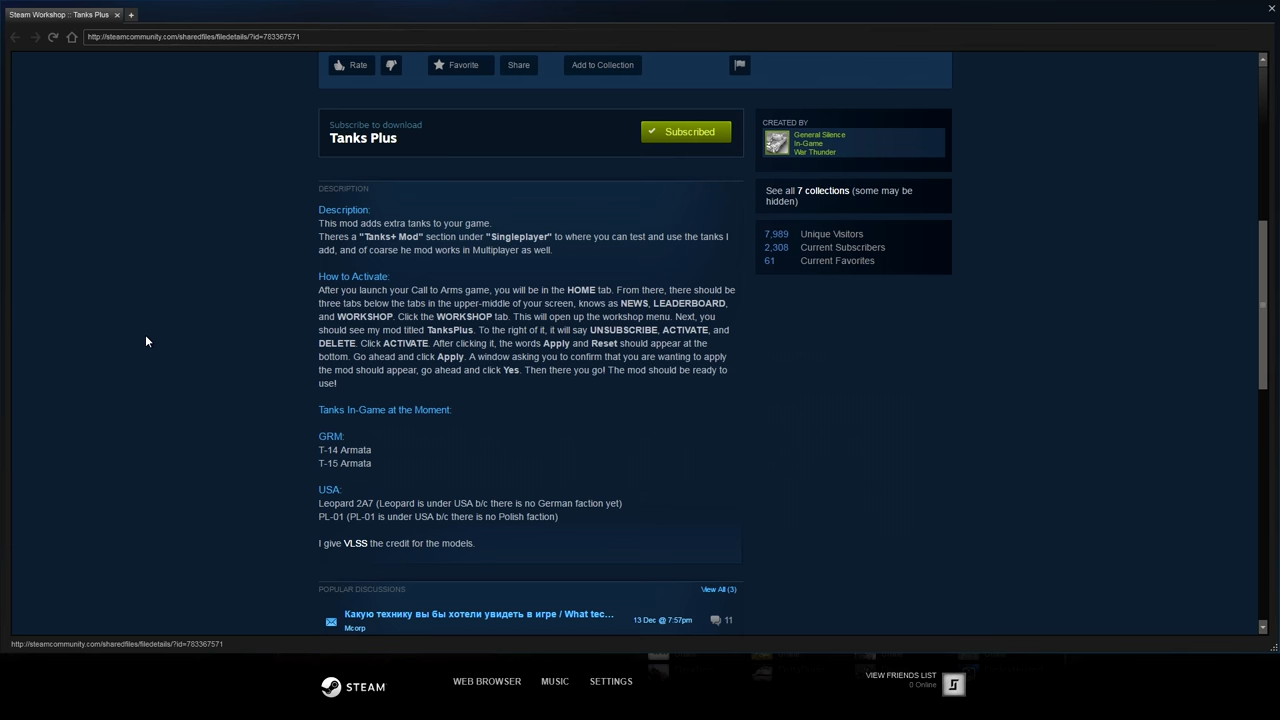 Steam Workshop :: Tanks Plus
http://steamcommunity.com/sharedfiles/filedetails/?id=783367571
Rate
Favorite
Share
Add to Collection
Subscribe to download
Tanks Plus
Subscribed
CREATED BY
General Silence
In-Game
War Thunder
See all 7 collections (some may be
hidden)
7,989 Unique Visitors
2,308 Current Subscribers
61 Current Favorites
DESCRIPTION
Description:
This mod adds extra tanks to your game.
Theres a "Tanks+ Mod" section under "Singleplayer" to where you can test and use the tanks I
add, and of coarse he mod works in Multiplayer as well.
How to Activate:
After you launch your Call to Arms game, you will be in the HOME tab. From there, there should be
three tabs below the tabs in the upper-middle of your screen, knows as NEWS, LEADERBOARD,
and WORKSHOP. Click the WORKSHOP tab. This will open up the workshop menu. Next, you
should see my mod titled TanksPlus. To the right of it, it will say UNSUBSCRIBE, ACTIVATE, and
DELETE. Click ACTIVATE. After clicking it, the words Apply and Reset should appear at the
bottom. Go ahead and click Apply. A window asking you to confirm that you are wanting to apply
the mod should appear, go ahead and click Yes. Then there you go! The mod should be ready to
use!
Tanks In-Game at the Moment:
GRM:
T-14 Armata
T-15 Armata
USA:
Leopard 2A7 (Leopard is under USA b/c there is no German faction yet)
PL-01 (PL-01 is under USA b/c there is no Polish faction)
I give VLSS the credit for the models.
POPULAR DISCUSSIONS
View All (3)
Какую технику вы бы хотели увидеть в игре / What tec...
13 Dec @ 7:57pm
11
Mcorp
http://steamcommunity.com/sharedfiles/filedetails/?id=783367571
STEAM
WEB BROWSER
MUSIC
SETTINGS
VIEW FRIENDS LIST
0 Online